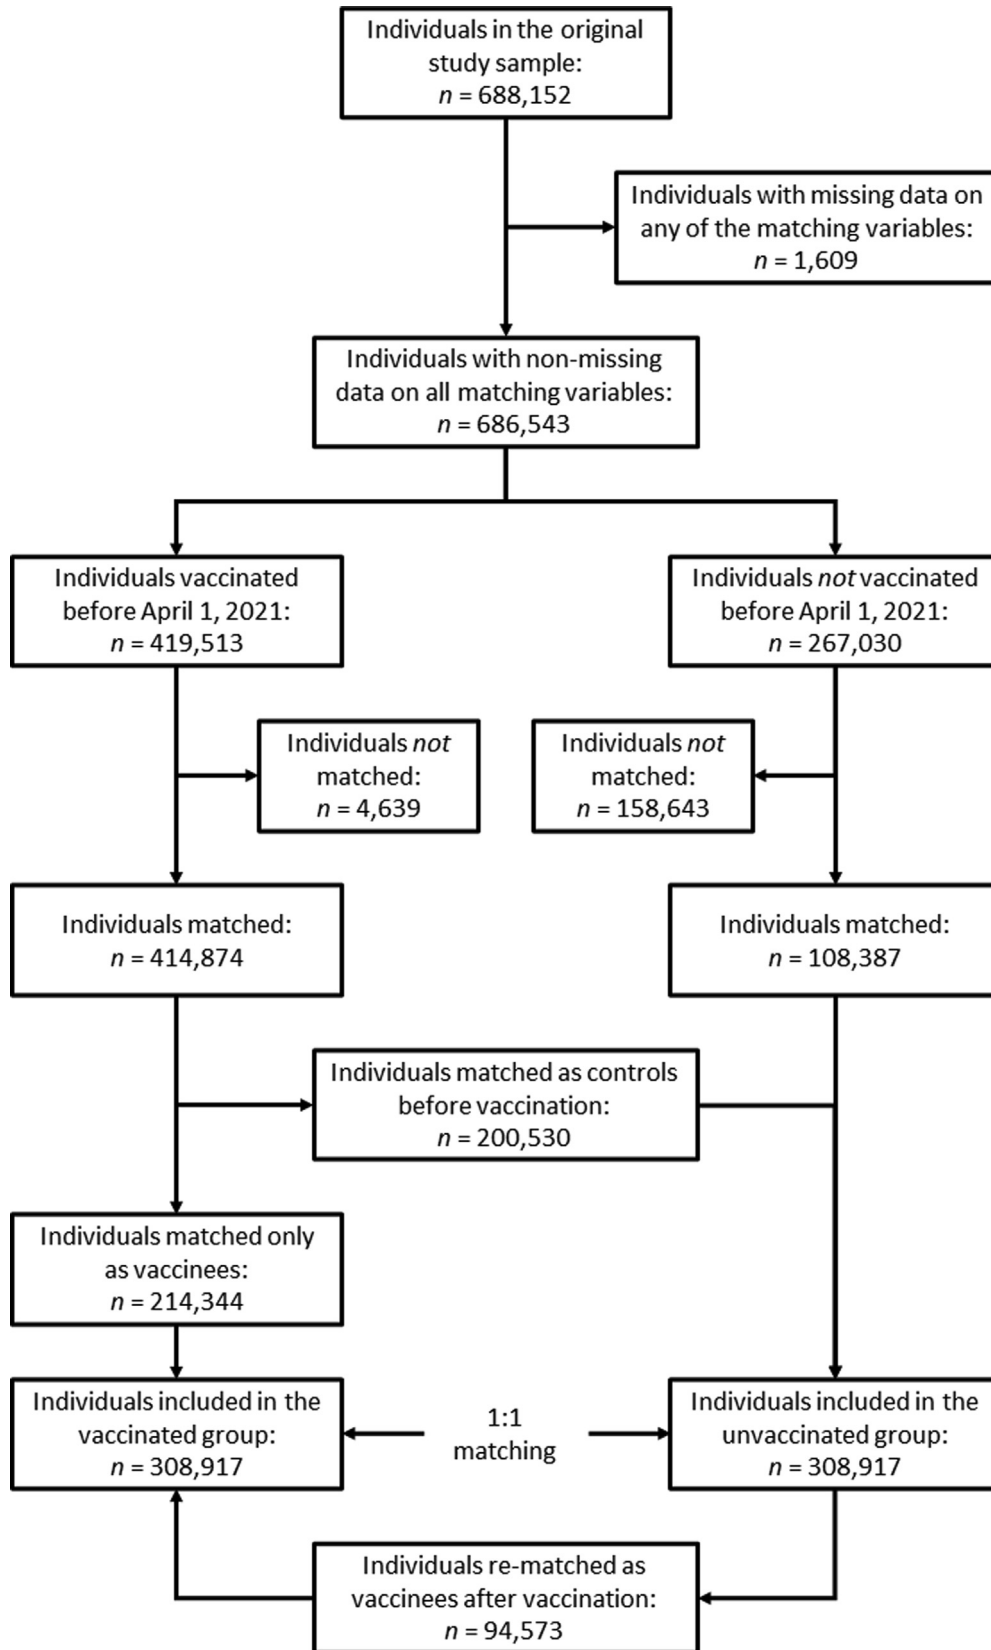 Individuals in the original
study sample:
n = 688,152
Individuals with missing data on
any of the matching variables:
n = 1,609
Individuals with non-missing
data on all matching variables:
n = 686,543
Individuals vaccinated
before April 1, 2021:
n = 419,513
Individuals not vaccinated
before April 1, 2021:
n = 267,030
Individuals not
matched:
n = 4,639
Individuals not
matched:
n = 158,643
Individuals matched:
n = 414,874
Individuals matched:
n = 108,387
Individuals matched as controls
before vaccination:
n = 200,530
Individuals matched only
as vaccinees:
n = 214,344
Individuals included in the
vaccinated group:
n = 308,917
1:1
matching
Individuals included in the
unvaccinated group:
n = 308,917
Individuals re-matched as
vaccinees after vaccination:
n = 94,573